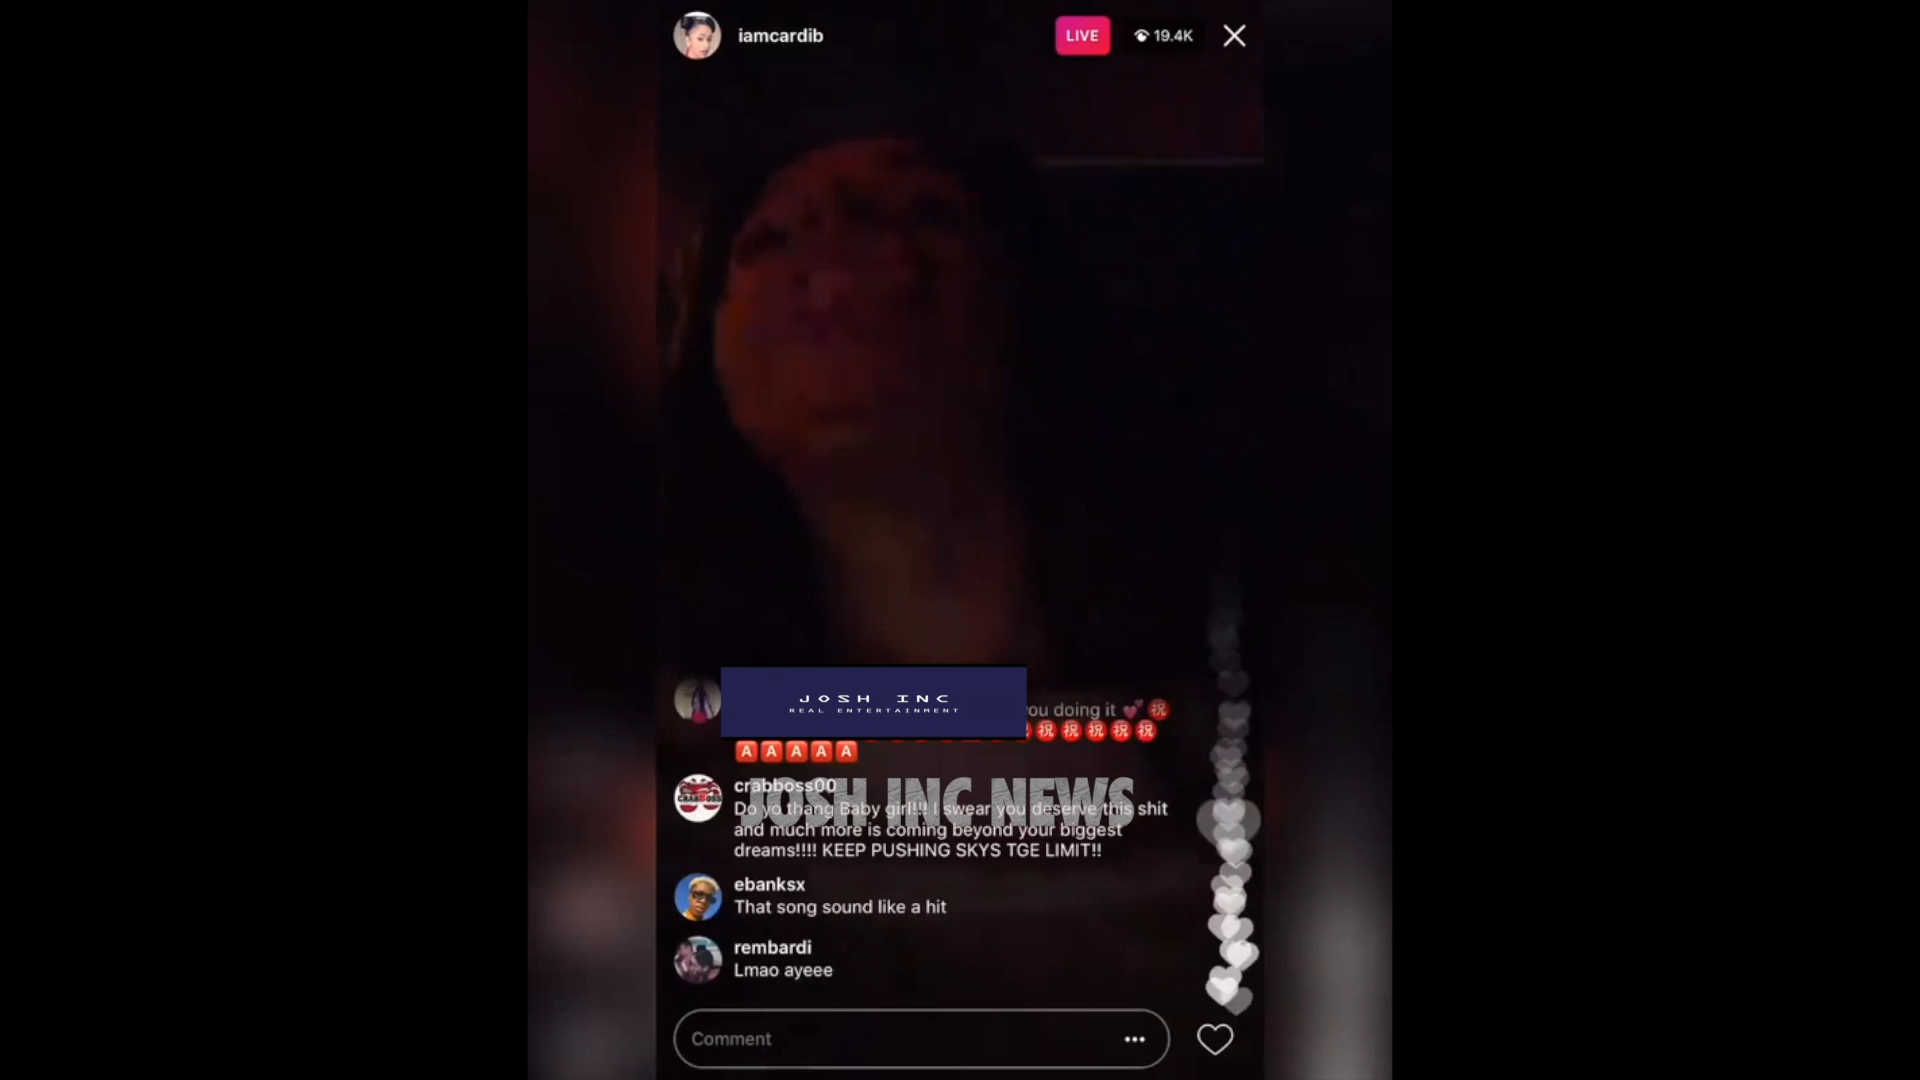 iamcardib
LIVE
19.4K
JOSH INC
REAL ENTERTAINMENT
you doing it 💕㊗️
㊗️㊗️㊗️㊗️㊗️
🅰️🅰️🅰️🅰️🅰️
crabboss00
JOSH INC NEWS
Do yo thang Baby girl!!! I swear you deserve this shit
and much more is coming beyond your biggest
dreams!!!! KEEP PUSHING SKYS TGE LIMIT!!
ebanksx
That song sound like a hit
rembardi
Lmao ayeee
Comment